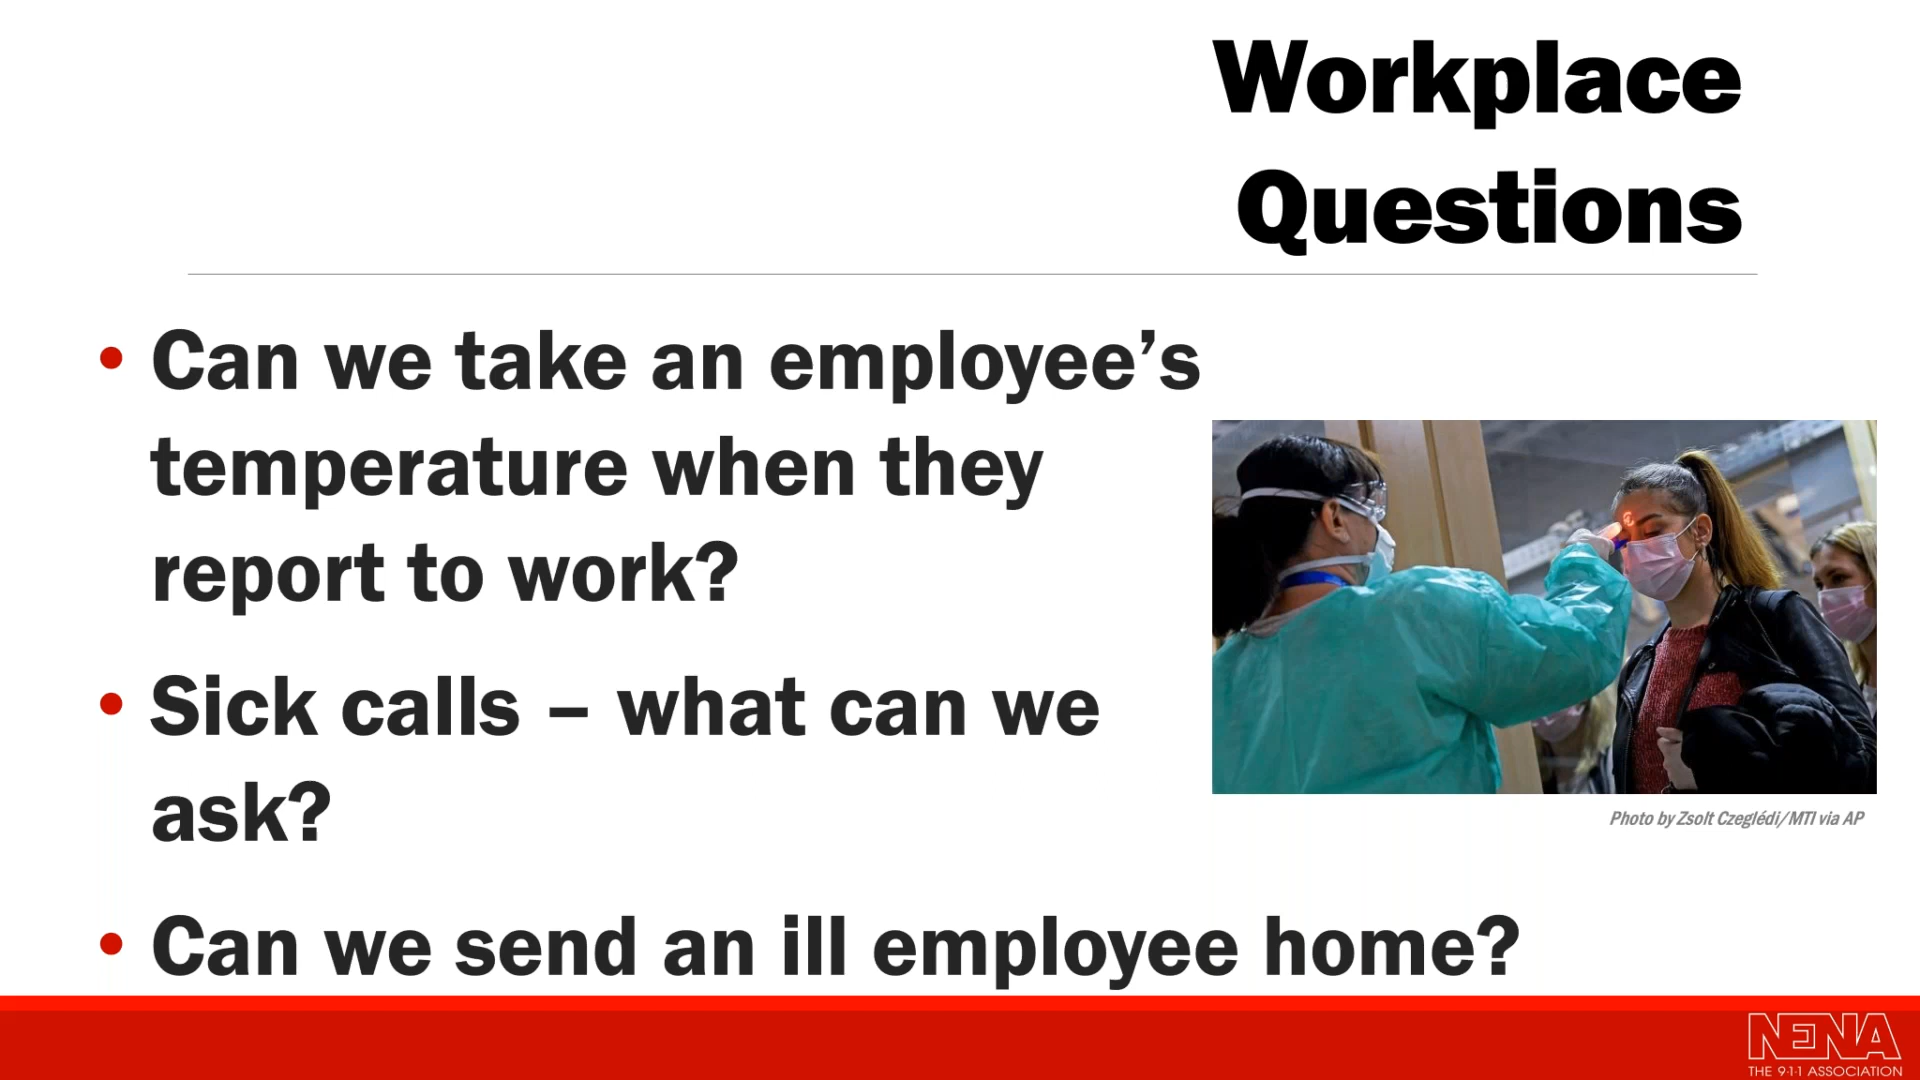 Workplace
Questions
• Can we take an employee’s
temperature when they
report to work?
• Sick calls – what can we
ask?
• Can we send an ill employee home?
Photo by Zsolt Czeglédi/MTI via AP
NENA
THE 9-1-1 ASSOCIATION